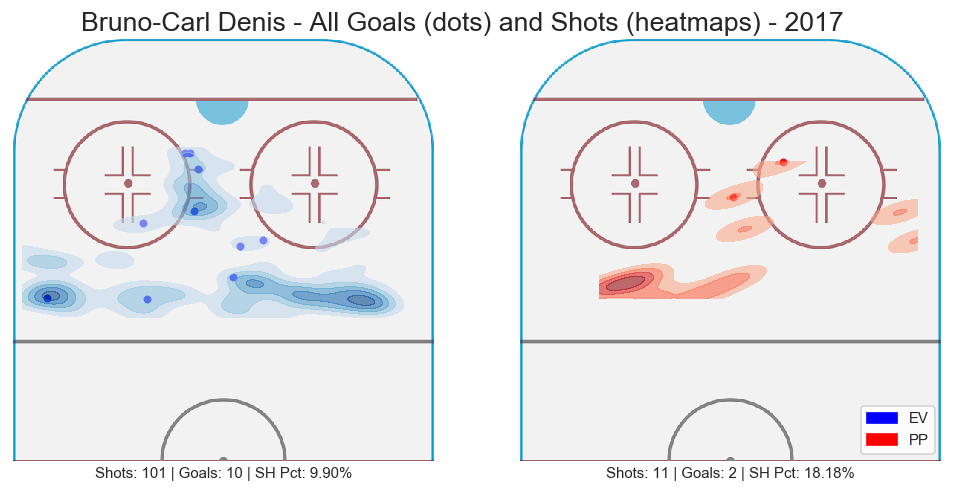 Bruno-Carl Denis - All Goals (dots) and Shots (heatmaps) - 2017
EV
PP
Shots: 101 | Goals: 10 | SH Pct: 9.90%
Shots: 11 | Goals: 2 | SH Pct: 18.18%